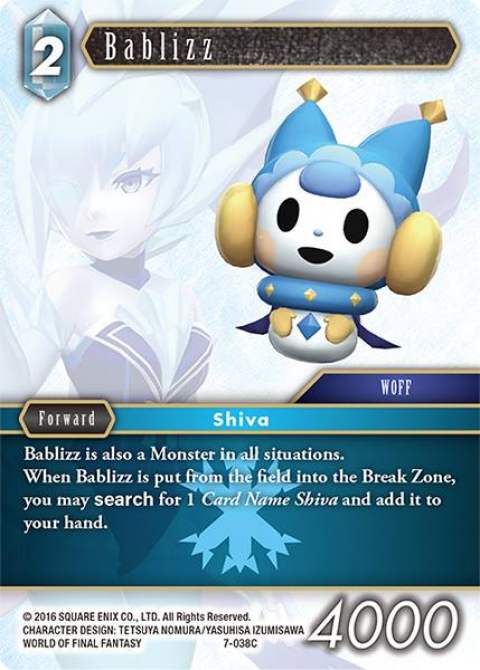 2
Bablizz
WOFF
Forward
Shiva
Bablizz is also a Monster in all situations.
When Bablizz is put from the field into the Break Zone,
you may search for 1 Card Name Shiva and add it to
your hand.
© 2016 SQUARE ENIX CO., LTD. All Rights Reserved.
CHARACTER DESIGN: TETSUYA NOMURA/YASUHISA IZUMISAWA
WORLD OF FINAL FANTASY 7-038C
4000